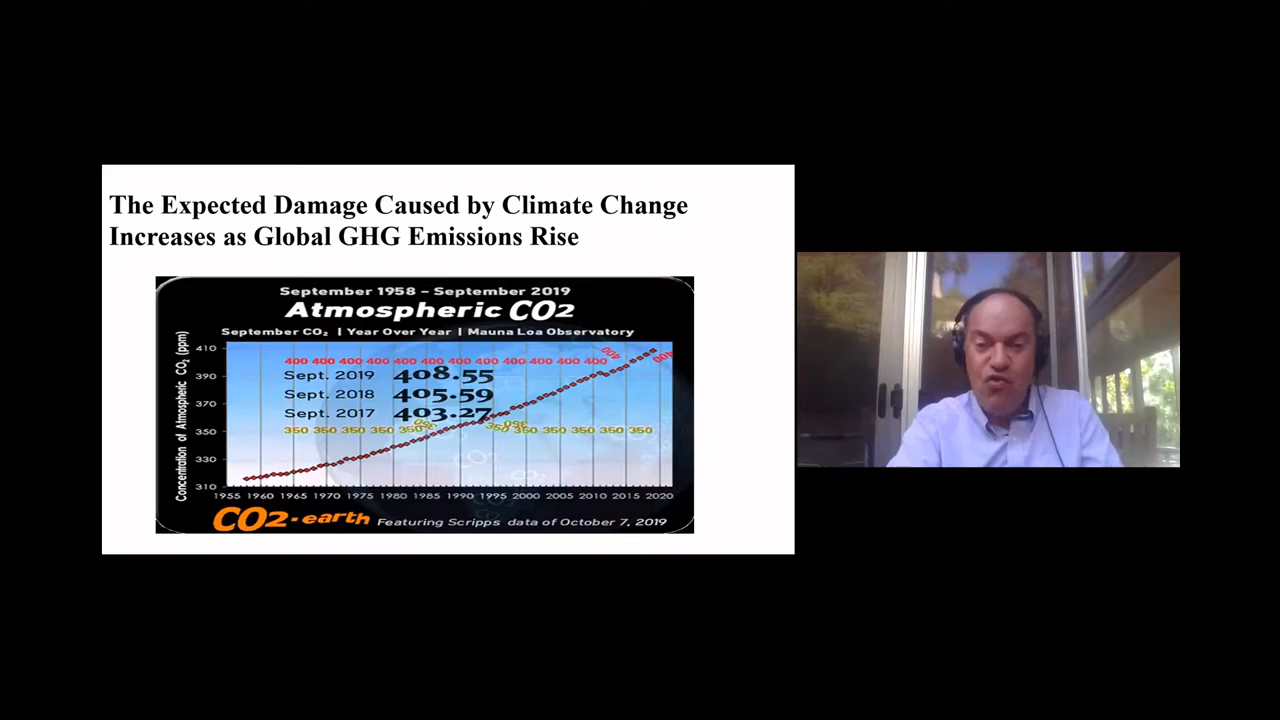 The Expected Damage Caused by Climate Change
Increases as Global GHG Emissions Rise
September 1958 – September 2019
Atmospheric CO2
September CO₂ | Year Over Year | Mauna Loa Observatory
Concentration of Atmospheric CO₂ (ppm)
410
390
370
350
330
310
400 400 400 400 400 400 400 400 400 400 400 400 400 400
Sept. 2019 408.55
Sept. 2018 405.59
Sept. 2017 403.27
350 350 350 350 350 350 350 350 350 350 350 350 350
1955 1960 1965 1970 1975 1980 1985 1990 1995 2000 2005 2010 2015 2020
CO2·earth Featuring Scripps data of October 7, 2019